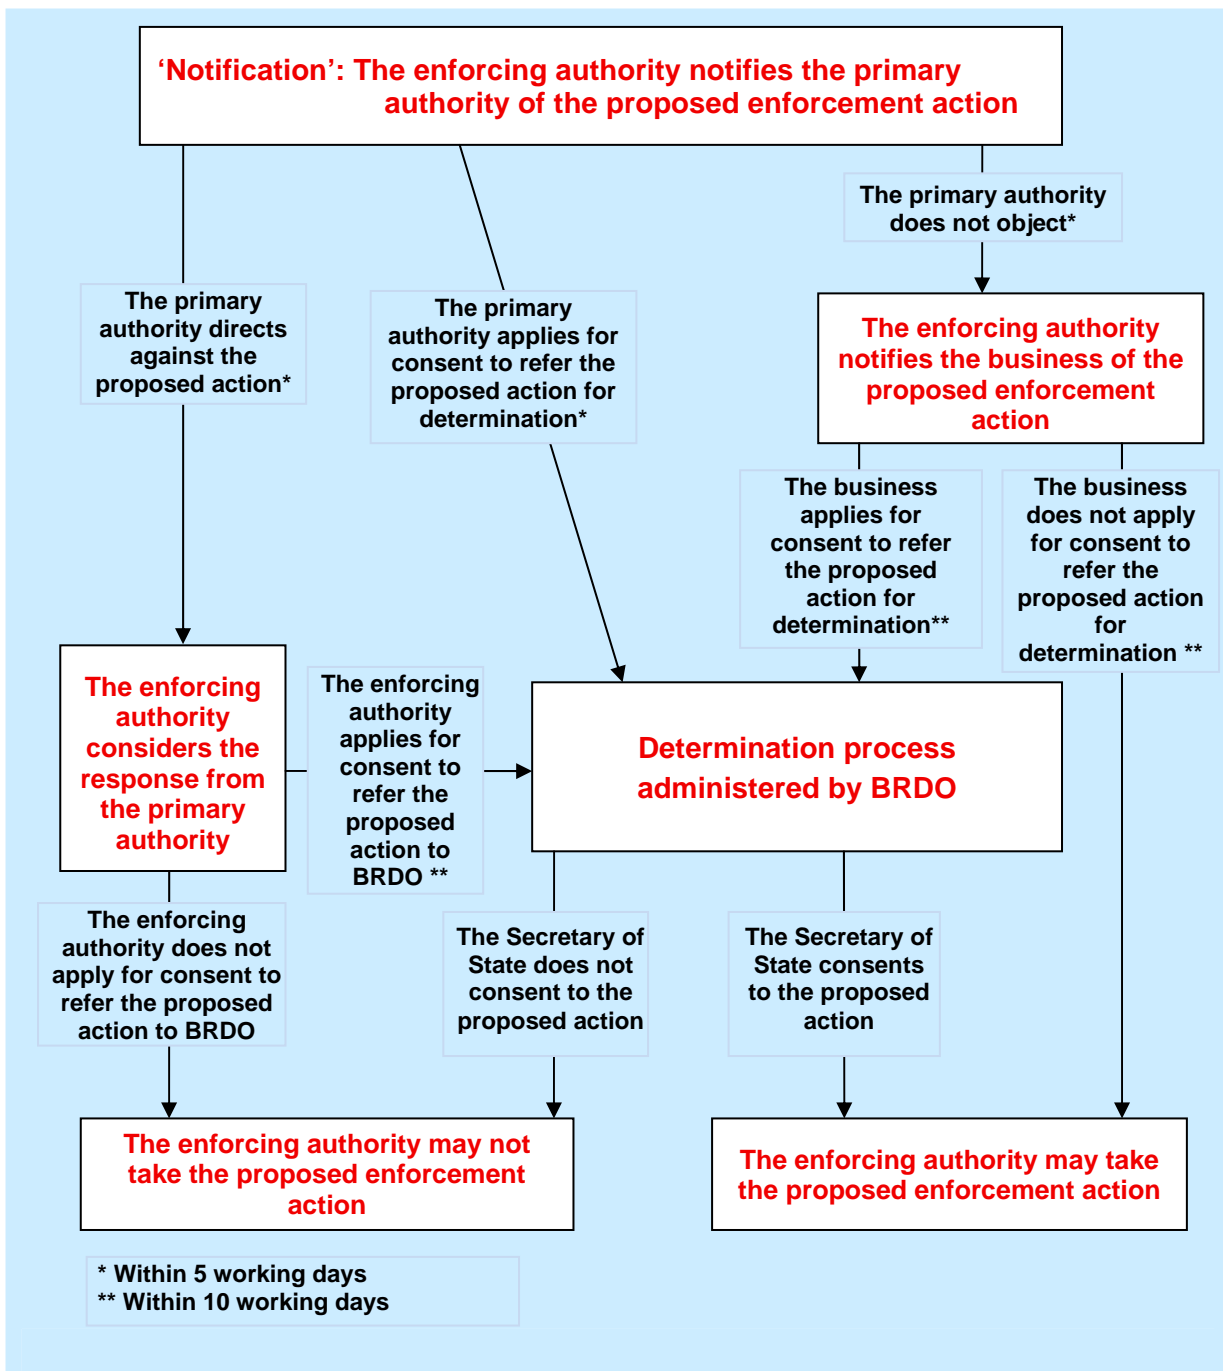 ‘Notification’: The enforcing authority notifies the primary
authority of the proposed enforcement action
The primary authority
does not object*
The primary
authority directs
against the
proposed action*
The primary
authority applies for
consent to refer the
proposed action for
determination*
The enforcing authority
notifies the business of the
proposed enforcement
action
The business
applies for
consent to refer
the proposed
action for
determination**
The business
does not apply
for consent to
refer the
proposed action
for
determination **
The enforcing
authority
considers the
response from
the primary
authority
The enforcing
authority
applies for
consent to
refer the
proposed
action to
BRDO **
Determination process
administered by BRDO
The enforcing
authority does not
apply for consent to
refer the proposed
action to BRDO
The Secretary of
State does not
consent to the
proposed action
The Secretary of
State consents
to the proposed
action
The enforcing authority may not
take the proposed enforcement
action
The enforcing authority may take
the proposed enforcement action
* Within 5 working days
** Within 10 working days